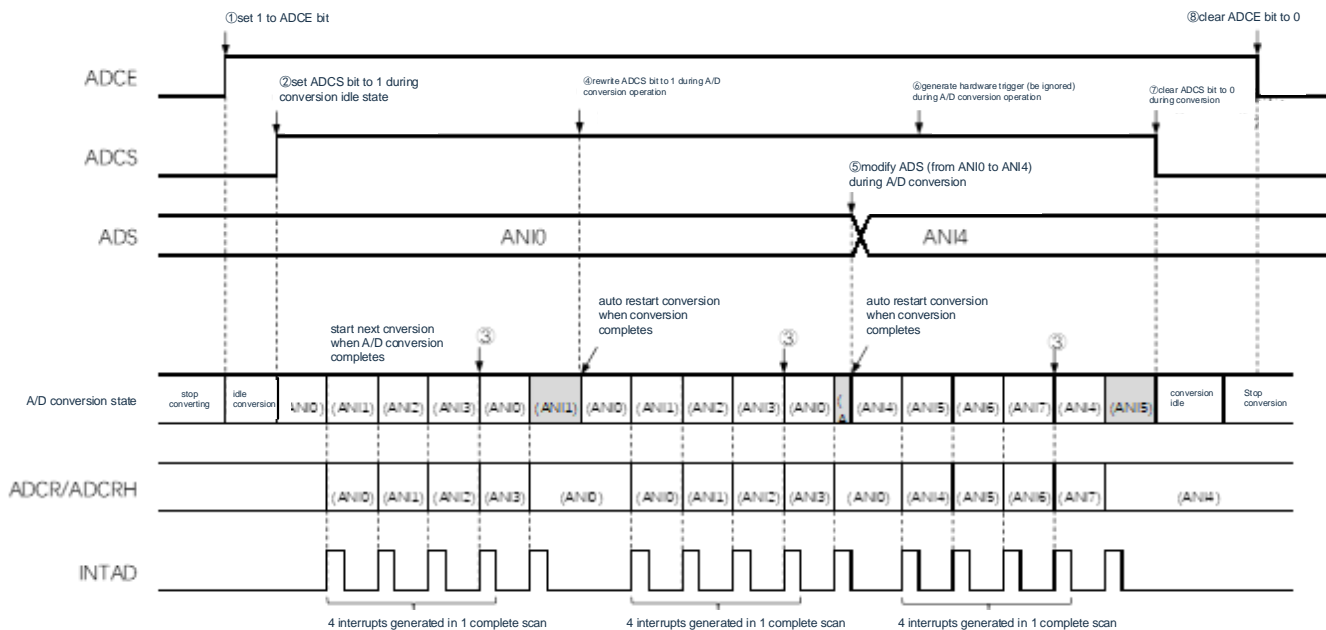 ①set 1 to ADCE bit
⑧clear ADCE bit to 0
ADCE
②set ADCS bit to 1 during
conversion idle state
④rewrite ADCS bit to 1 during A/D
conversion operation
⑥generate hardware trigger (be ignored)
during A/D conversion operation
⑦clear ADCS bit to 0
during conversion
ADCS
⑤modify ADS (from ANI0 to ANI4)
during A/D conversion
ADS
ANI0
ANI4
start next cnversion
when A/D conversion
completes
③
auto restart conversion
when conversion
completes
③
auto restart conversion
when conversion
completes
③
A/D conversion state
stop
converting
idle
conversion
ANI0) (ANI1) (ANI2) (ANI3) (ANI0) (ANI1) (ANI0) (ANI1) (ANI2) (ANI3) (ANI0) (A (ANI4) (ANI5) (ANI6) (ANI7) (ANI4) (ANI5)
conversion
idle
Stop
conversion
ADCR/ADCRH
(ANI0) (ANI1) (ANI2) (ANI3) (ANI0) (ANI0) (ANI1) (ANI2) (ANI3) (ANI0) (ANI4) (ANI5) (ANI6) (ANI7) (ANI4)
INTAD
4 interrupts generated in 1 complete scan
4 interrupts generated in 1 complete scan
4 interrupts generated in 1 complete scan